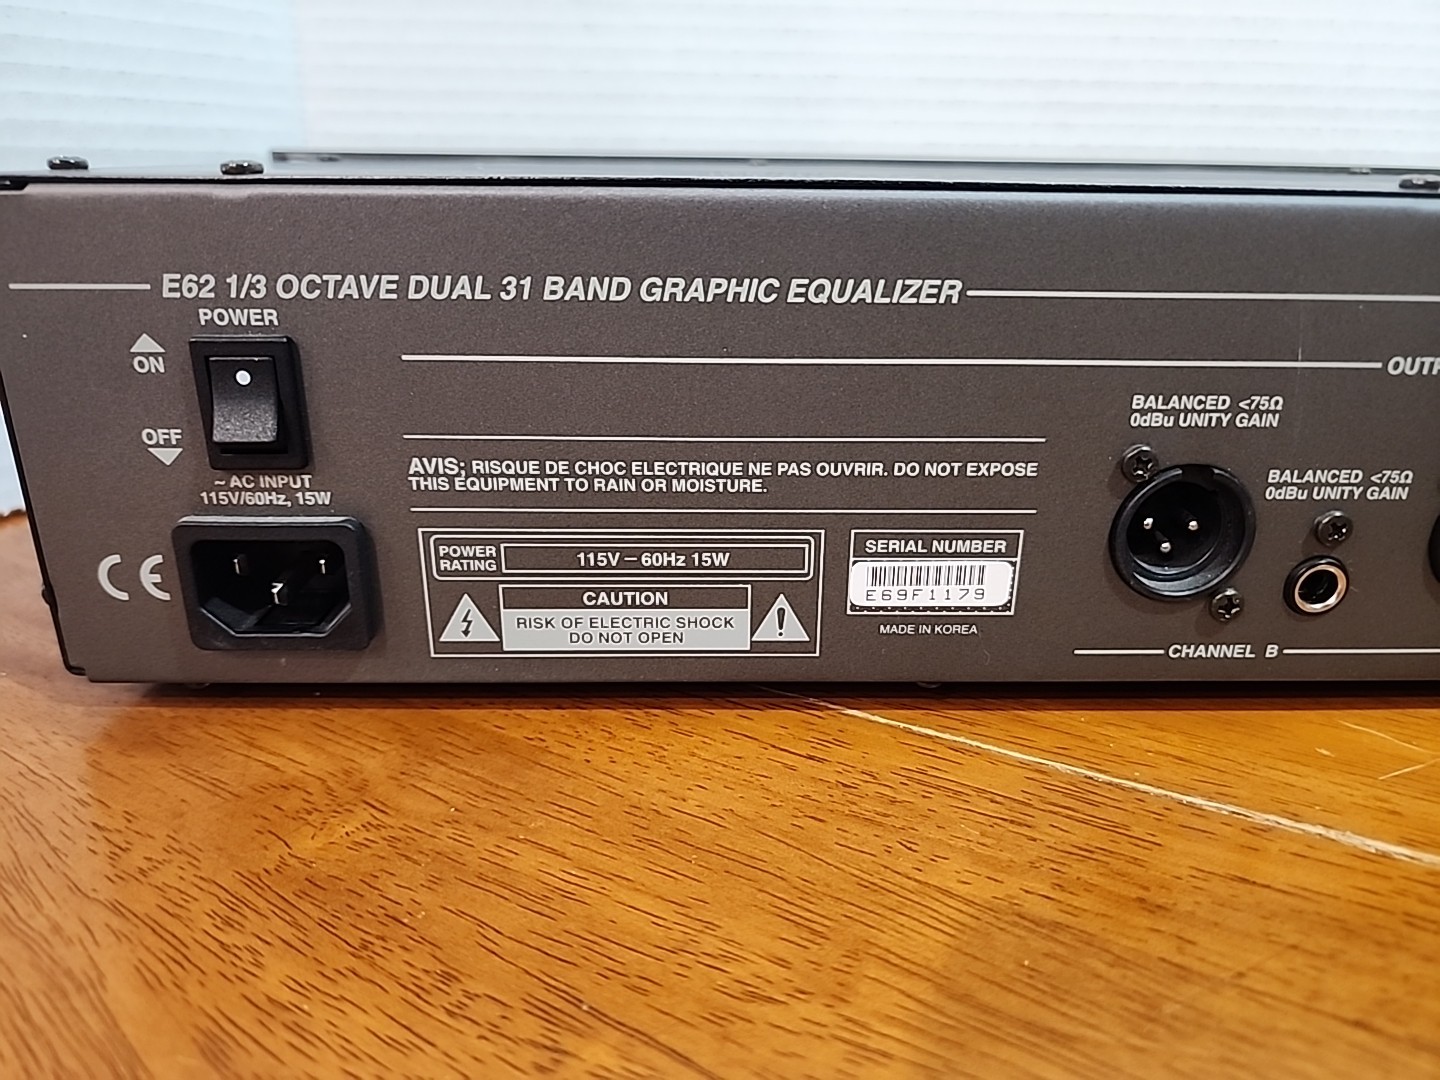 E62 1/3 OCTAVE DUAL 31 BAND GRAPHIC EQUALIZER
POWER
ON
OFF
~ AC INPUT
115V/60Hz, 15W
CE
AVIS; RISQUE DE CHOC ELECTRIQUE NE PAS OUVRIR. DO NOT EXPOSE
THIS EQUIPMENT TO RAIN OR MOISTURE.
POWER
RATING
115V – 60Hz 15W
CAUTION
RISK OF ELECTRIC SHOCK
DO NOT OPEN
SERIAL NUMBER
E69F1179
MADE IN KOREA
BALANCED <75Ω
0dBu UNITY GAIN
BALANCED <75Ω
0dBu UNITY GAIN
CHANNEL B